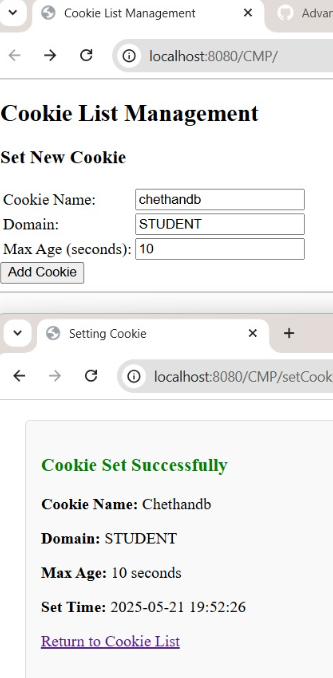 Cookie List Management
Advan
localhost:8080/CMP/
Cookie List Management
Set New Cookie
Cookie Name: chethandb
Domain: STUDENT
Max Age (seconds): 10
Add Cookie
Setting Cookie
localhost:8080/CMP/setCook
Cookie Set Successfully
Cookie Name: Chethandb
Domain: STUDENT
Max Age: 10 seconds
Set Time: 2025-05-21 19:52:26
Return to Cookie List